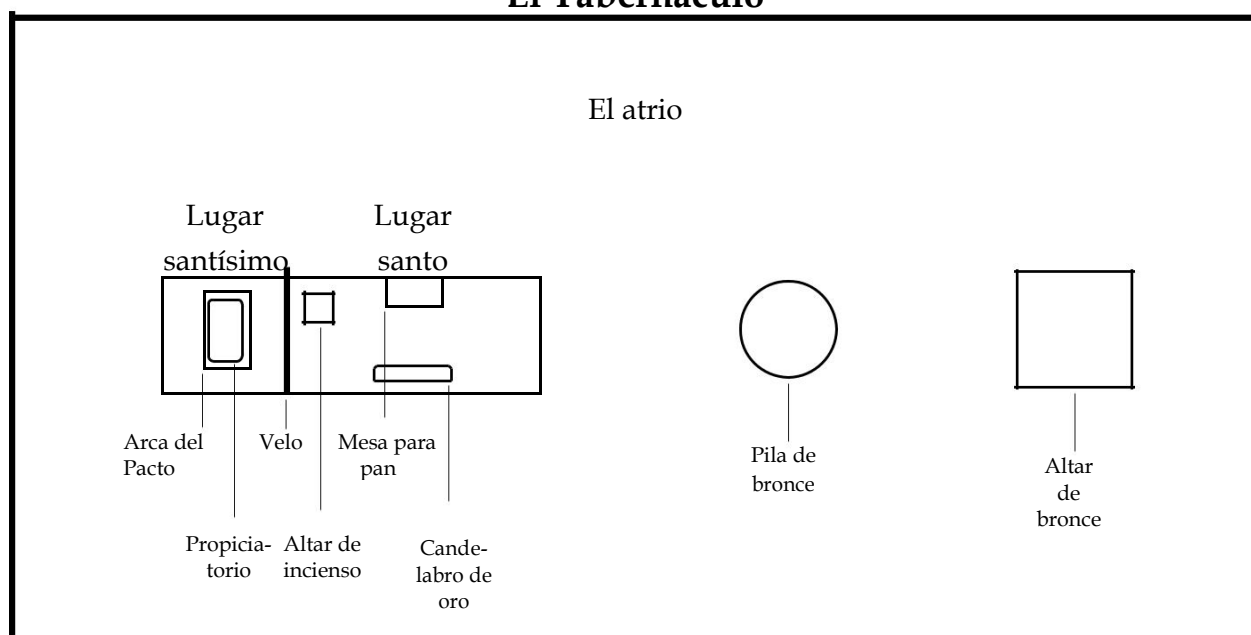 El Tabernáculo
El atrio
Lugar
santísimo
Lugar
santo
Arca del
Pacto
Velo
Mesa para
pan
Propicia-
torio
Altar de
incienso
Cande-
labro de
oro
Pila de
bronce
Altar
de
bronce